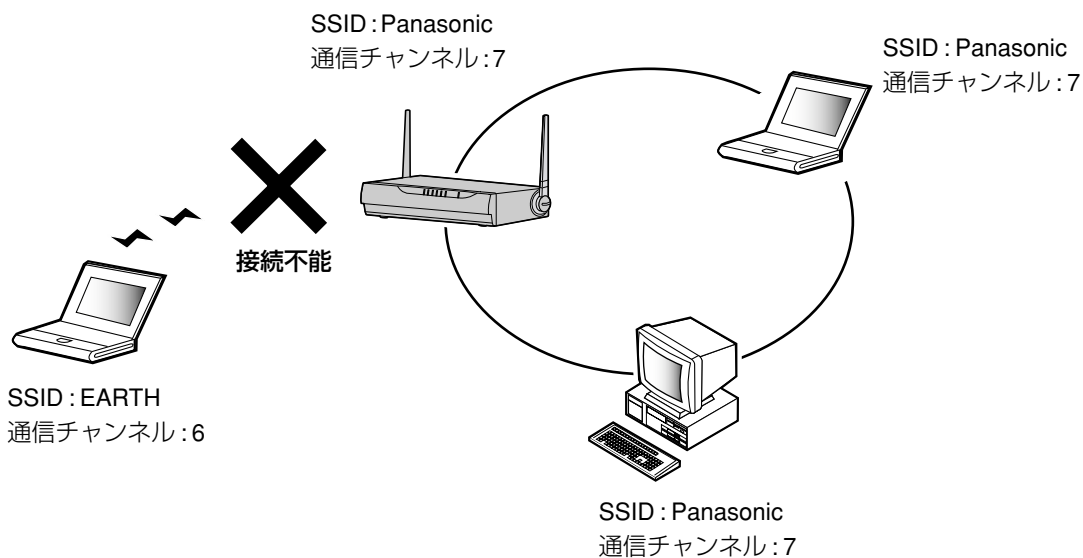 SSID : Panasonic
通信チャンネル : 7
SSID : Panasonic
通信チャンネル : 7
接続不能
SSID : EARTH
通信チャンネル : 6
SSID : Panasonic
通信チャンネル : 7